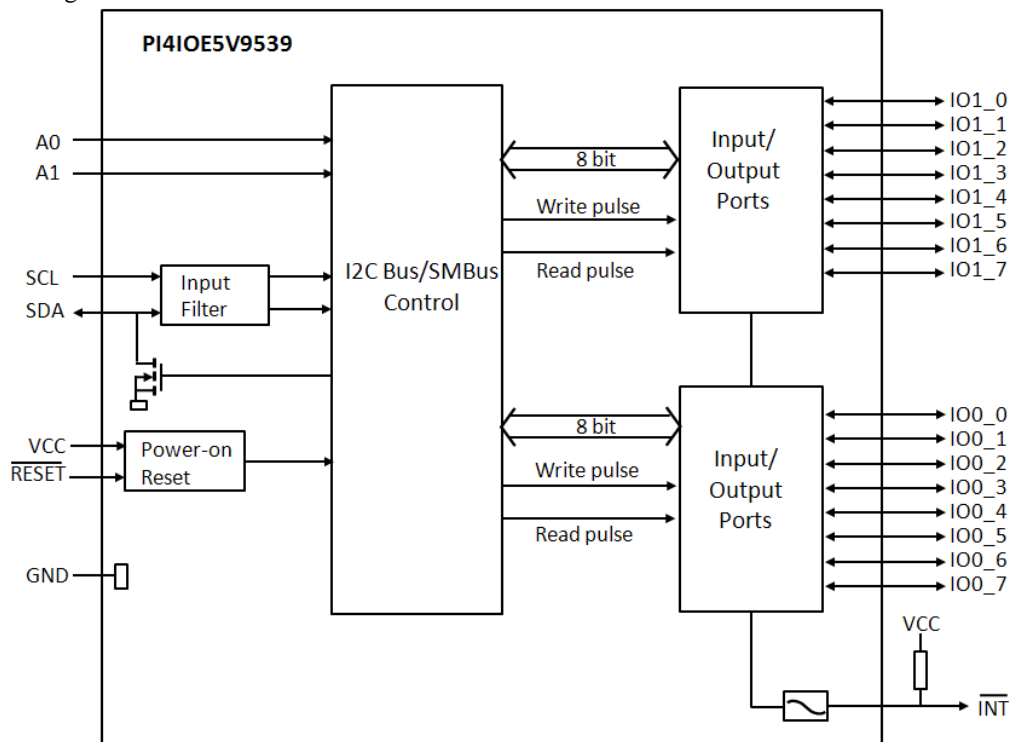 PI4IOE5V9539
A0
A1
SCL
SDA
VCC
RESET
GND
Input
Filter
Power-on
Reset
I2C Bus/SMBus
Control
8 bit
Write pulse
Read pulse
Input/
Output
Ports
IO1_0
IO1_1
IO1_2
IO1_3
IO1_4
IO1_5
IO1_6
IO1_7
8 bit
Write pulse
Read pulse
Input/
Output
Ports
IO0_0
IO0_1
IO0_2
IO0_3
IO0_4
IO0_5
IO0_6
IO0_7
VCC
INT